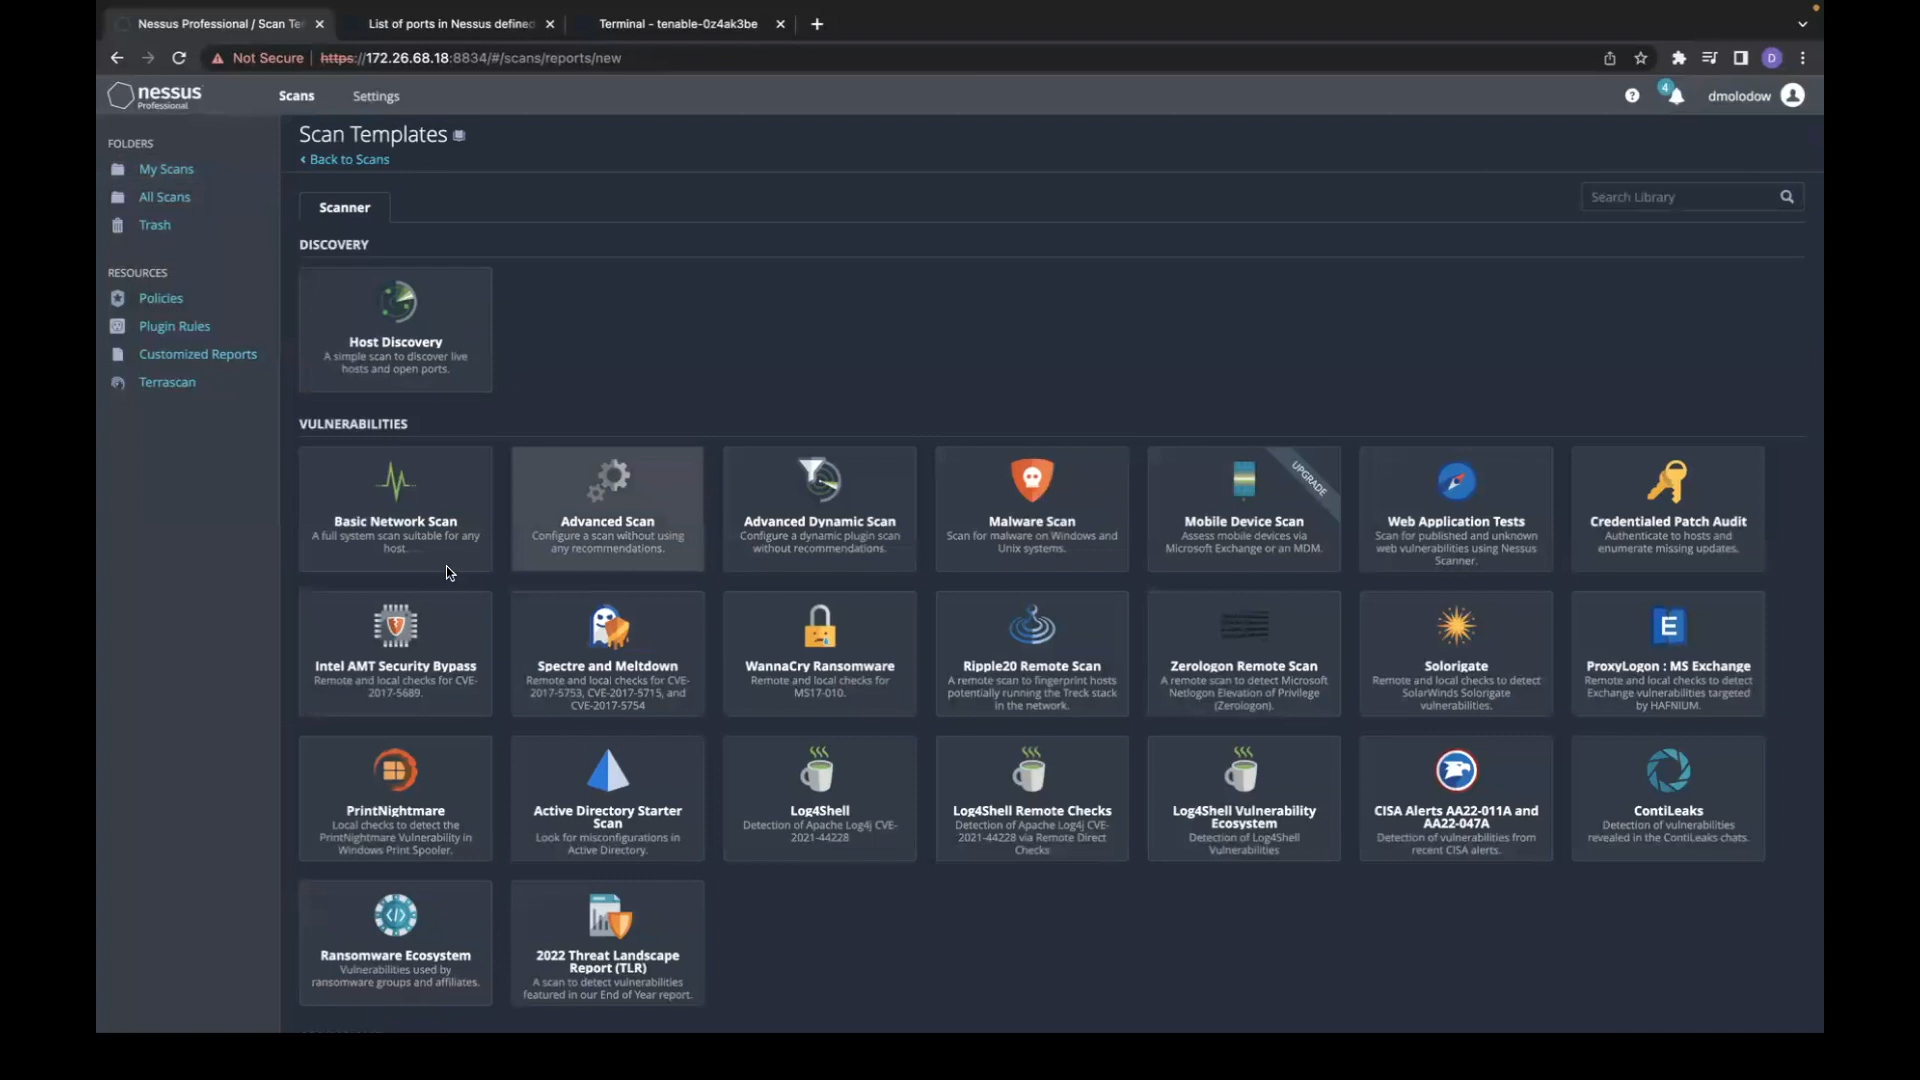 Nessus Professional / Scan Te
List of ports in Nessus defined
Terminal - tenable-0z4ak3be
Not Secure
https://172.26.68.18:8834/#/scans/reports/new
D
nessus
Professional
Scans
Settings
4
dmolodow
FOLDERS
My Scans
All Scans
Trash
RESOURCES
Policies
Plugin Rules
Customized Reports
Terrascan
Scan Templates
‹ Back to Scans
Scanner
Search Library
DISCOVERY
Host Discovery
A simple scan to discover live
hosts and open ports.
VULNERABILITIES
Basic Network Scan
A full system scan suitable for any
host.
Advanced Scan
Configure a scan without using
any recommendations.
Advanced Dynamic Scan
Configure a dynamic plugin scan
without recommendations.
Malware Scan
Scan for malware on Windows and
Unix systems.
UPGRADE
Mobile Device Scan
Assess mobile devices via
Microsoft Exchange or an MDM.
Web Application Tests
Scan for published and unknown
web vulnerabilities using Nessus
Scanner.
Credentialed Patch Audit
Authenticate to hosts and
enumerate missing updates.
Intel AMT Security Bypass
Remote and local checks for CVE-
2017-5689.
Spectre and Meltdown
Remote and local checks for CVE-
2017-5753, CVE-2017-5715, and
CVE-2017-5754
WannaCry Ransomware
Remote and local checks for
MS17-010.
Ripple20 Remote Scan
A remote scan to fingerprint hosts
potentially running the Treck stack
in the network.
Zerologon Remote Scan
A remote scan to detect Microsoft
Netlogon Elevation of Privilege
(Zerologon).
Solorigate
Remote and local checks to detect
SolarWinds Solorigate
vulnerabilities.
E
ProxyLogon : MS Exchange
Remote and local checks to detect
Exchange vulnerabilities targeted
by HAFNIUM.
PrintNightmare
Local checks to detect the
PrintNightmare Vulnerability in
Windows Print Spooler.
Active Directory Starter
Scan
Look for misconfigurations in
Active Directory.
Log4Shell
Detection of Apache Log4j CVE-
2021-44228
Log4Shell Remote Checks
Detection of Apache Log4j CVE-
2021-44228 via Remote Direct
Checks
Log4Shell Vulnerability
Ecosystem
Detection of Log4Shell
Vulnerabilities
CISA Alerts AA22-011A and
AA22-047A
Detection of vulnerabilities from
recent CISA alerts.
ContiLeaks
Detection of vulnerabilities
revealed in the ContiLeaks chats.
Ransomware Ecosystem
Vulnerabilities used by
ransomware groups and affiliates.
2022 Threat Landscape
Report (TLR)
A scan to detect vulnerabilities
featured in our End of Year report.